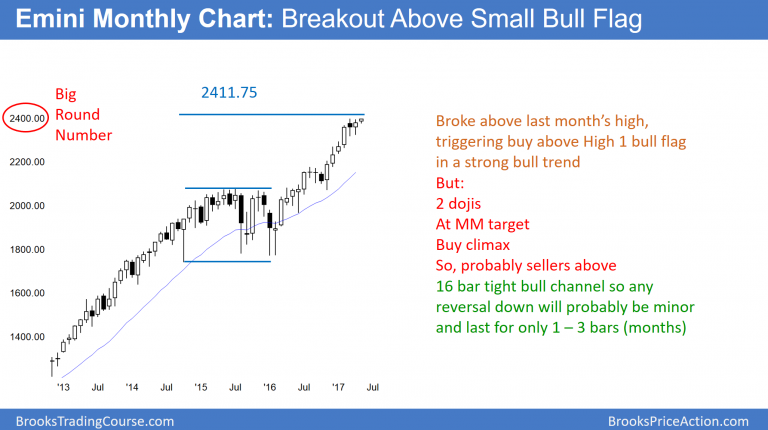 Emini Monthly Chart: Breakout Above Small Bull Flag
Big
Round
Number
2411.75
2400.00
2200.00
2000.00
1800.00
1600.00
1400.00
'13
Jul
'14
Jul
'15
Jul
'16
Jul
'17
Jul
Broke above last month's high,
triggering buy above High 1 bull flag
in a strong bull trend
But:
2 dojis
At MM target
Buy climax
So, probably sellers above
16 bar tight bull channel so any
reversal down will probably be minor
and last for only 1 – 3 bars (months)
BrooksTradingCourse.com
BrooksPriceAction.com